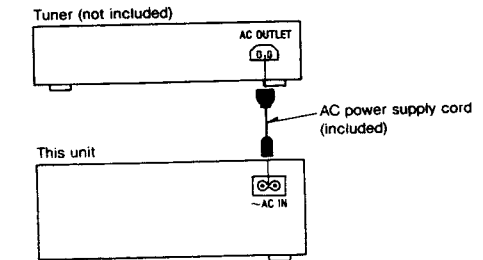 Tuner (not included)
AC OUTLET
AC power supply cord
(included)
This unit
~AC IN